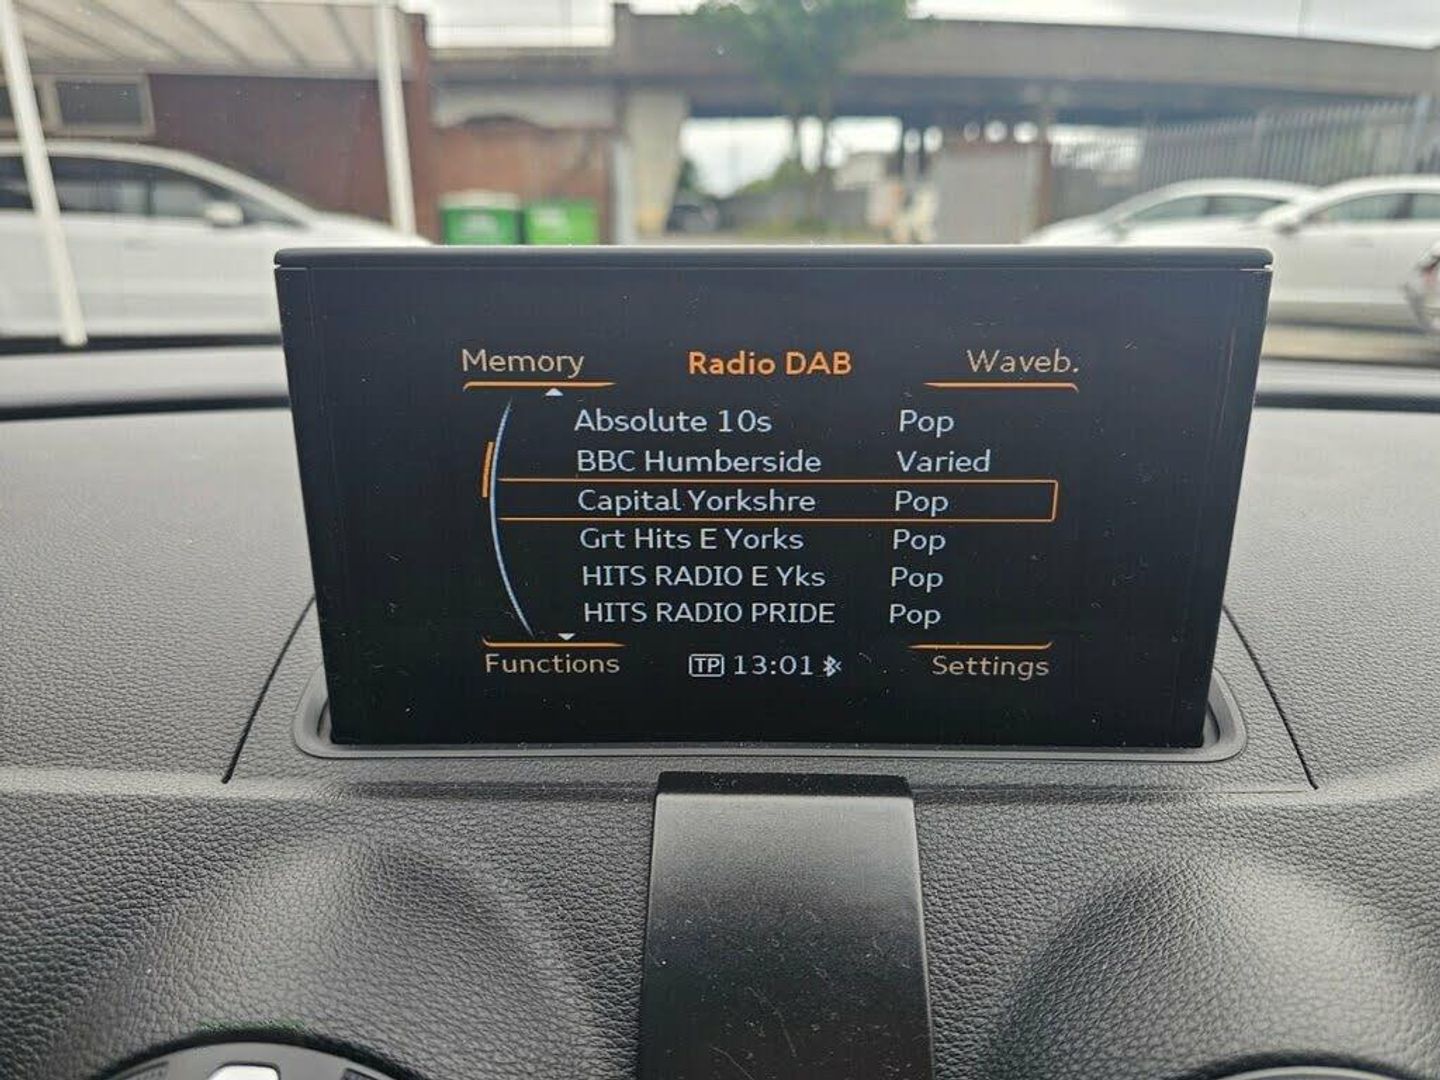 Memory Radio DAB Waveb.
Absolute 10s Pop
BBC Humberside Varied
Capital Yorkshre Pop
Grt Hits E Yorks Pop
HITS RADIO E Yks Pop
HITS RADIO PRIDE Pop
Functions TP 13:01 Settings